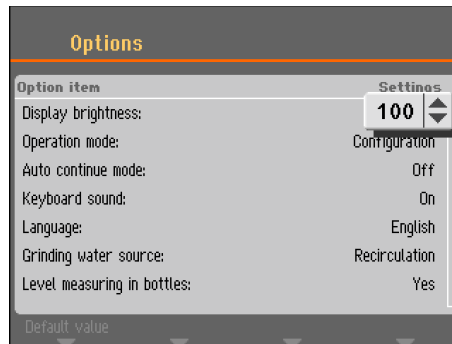 Options
Option item Settings
Display brightness: 100
Operation mode: Configuration
Auto continue mode: Off
Keyboard sound: On
Language: English
Grinding water source: Recirculation
Level measuring in bottles: Yes
Default value